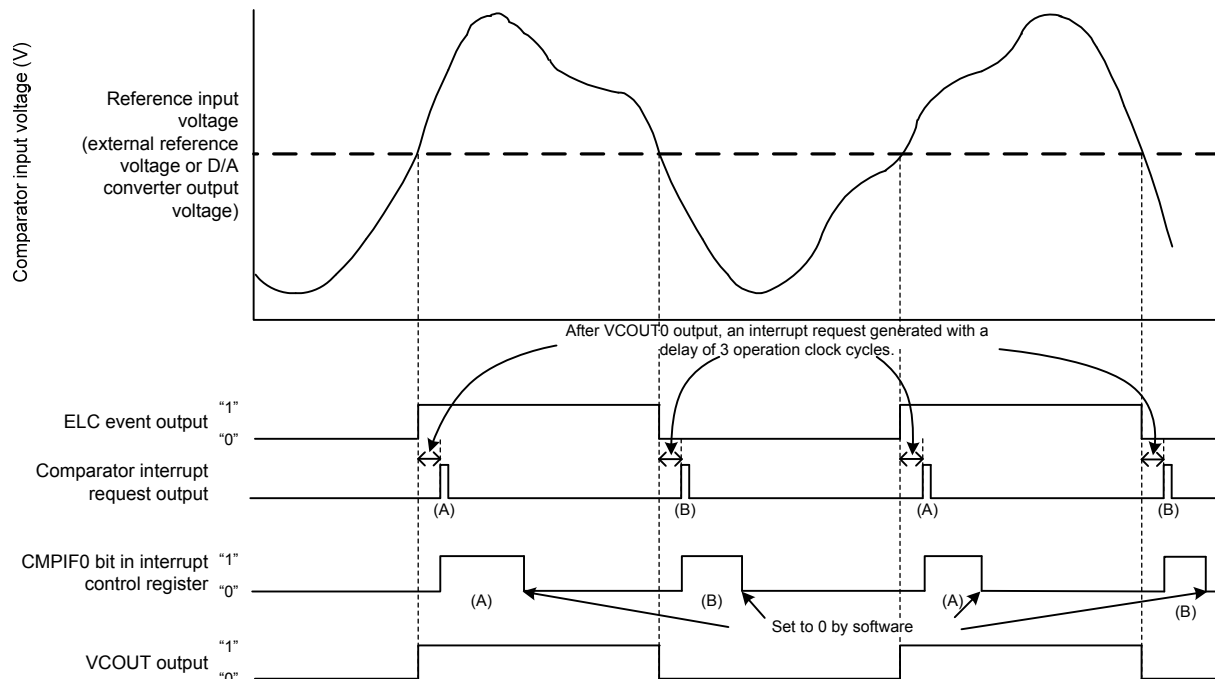 Comparator input voltage (V)
Reference input
voltage
(external reference
voltage or D/A
converter output
voltage)
After VCOUT0 output, an interrupt request generated with a
delay of 3 operation clock cycles.
ELC event output
“1”
“0”
Comparator interrupt
request output
(A)
(B)
(A)
(B)
CMPIF0 bit in interrupt
control register
“1”
“0”
(A)
(B)
(A)
(B)
Set to 0 by software
VCOUT output
“1”
“0”